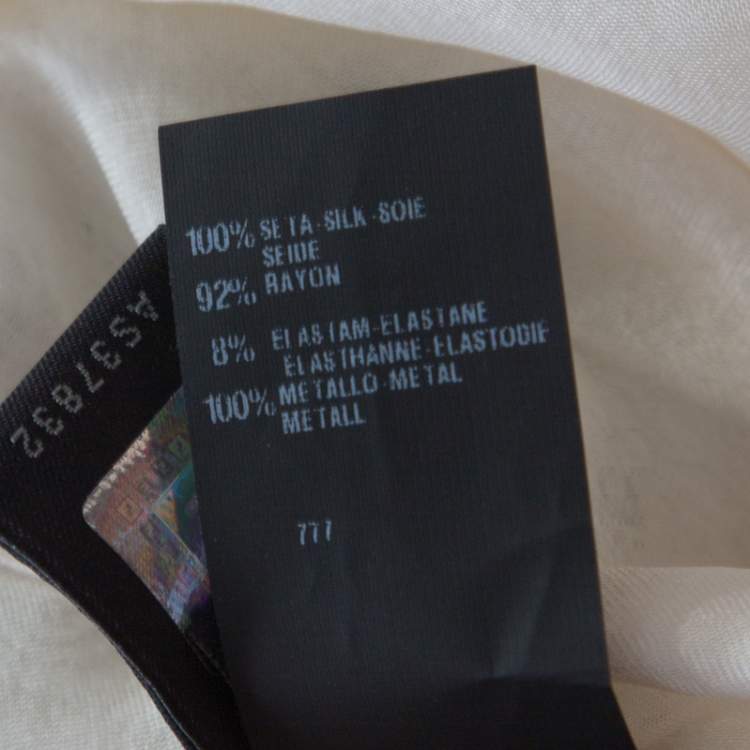 100% SETA-SILK-SOIE
SEIDE
92% RAYON
8% ELASTAM-ELASTANE
ELASTHANNE-ELASTODIE
100% METALLO-METAL
METALL
777
AS37832